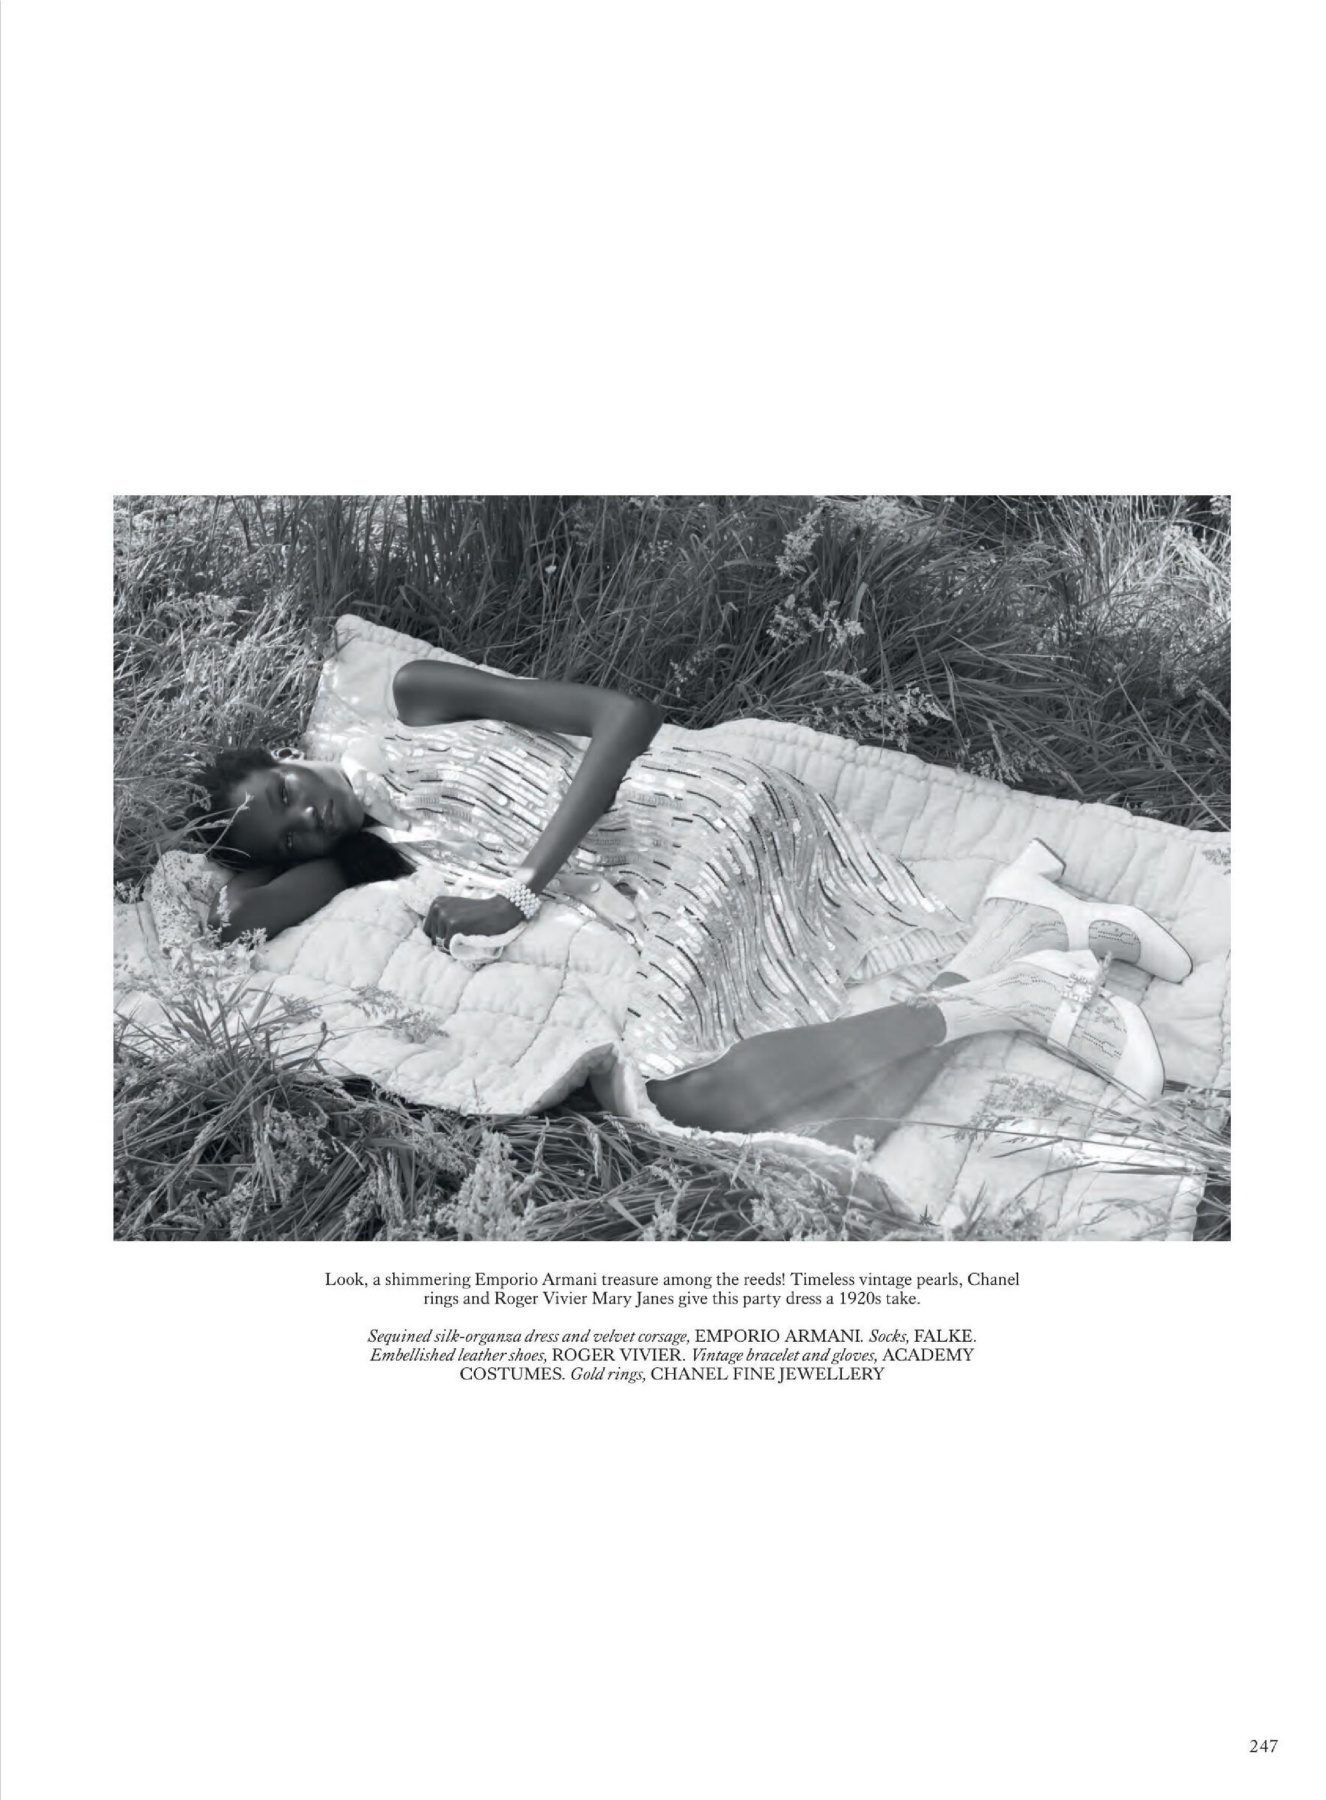 Look, a shimmering Emporio Armani treasure among the reeds! Timeless vintage pearls, Chanel
rings and Roger Vivier Mary Janes give this party dress a 1920s take.
Sequined silk-organza dress and velvet corsage, EMPORIO ARMANI. Socks, FALKE.
Embellished leather shoes, ROGER VIVIER. Vintage bracelet and gloves, ACADEMY
COSTUMES. Gold rings, CHANEL FINE JEWELLERY
247